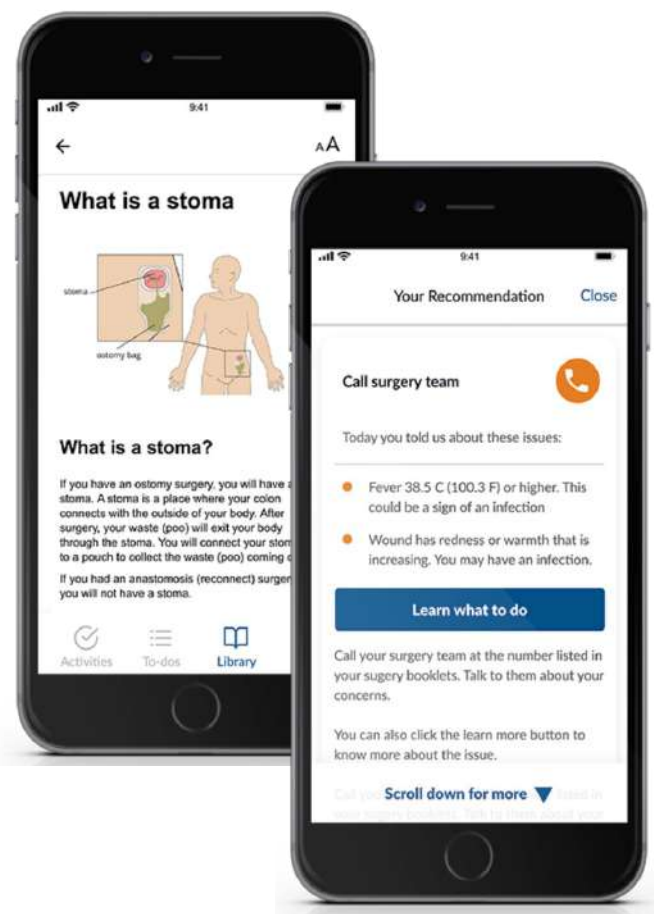 9:41
AA
What is a stoma
stoma
ostomy bag
What is a stoma?
If you have an ostomy surgery, you will have a
stoma. A stoma is a place where your colon
connects with the outside of your body. After
surgery, your waste (poo) will exit your body
through the stoma. You will connect your
to a pouch to collect the waste (poo) coming
If you had an anastomosis (reconnect)
you will not have a stoma.
Activities
To-dos
Library
9:41
Your Recommendation
Close
Call surgery team
Today you told us about these issues:
Fever 38.5 C (100.3 F) or higher. This
could be a sign of an infection
Wound has redness or warmth that is
increasing. You may have an infection.
Learn what to do
Call your surgery team at the number listed in
your sugery booklets. Talk to them about your
concerns.
You can also click the learn more button to
know more about the issue.
Scroll down for more